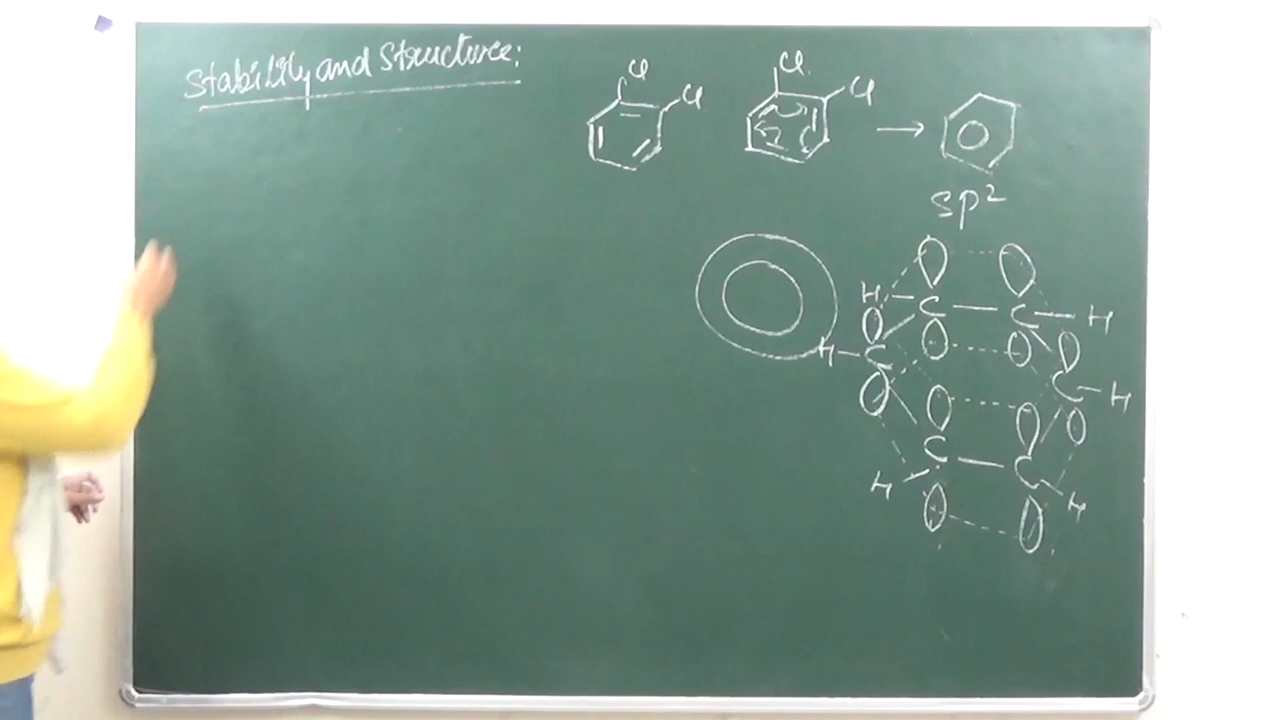 Stability and Structure:
Cl Cl Cl Cl
sp²
H C C H
H C C H
C C
H H